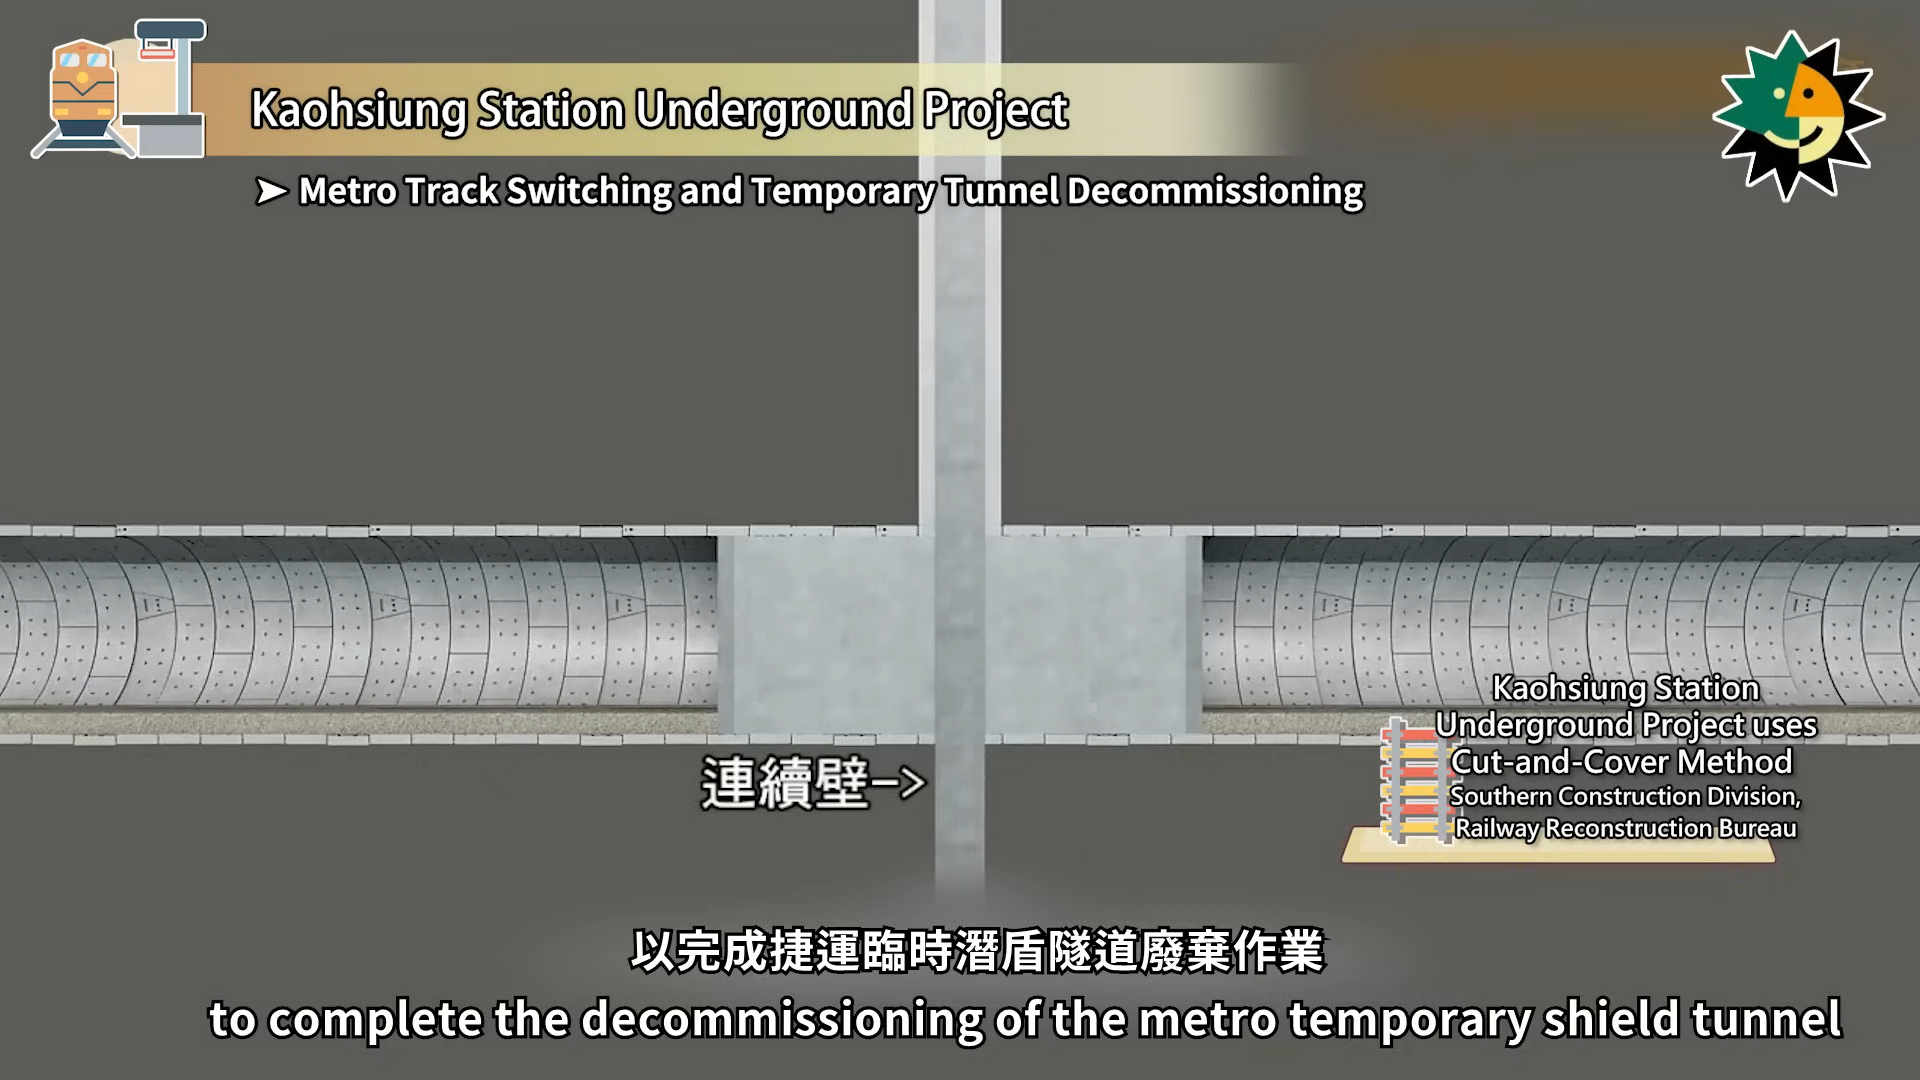 Kaohsiung Station Underground Project
➤ Metro Track Switching and Temporary Tunnel Decommissioning
Kaohsiung Station
Underground Project uses
Cut-and-Cover Method
Southern Construction Division,
Railway Reconstruction Bureau
連續壁->
以完成捷運臨時潛盾隧道廢棄作業
to complete the decommissioning of the metro temporary shield tunnel